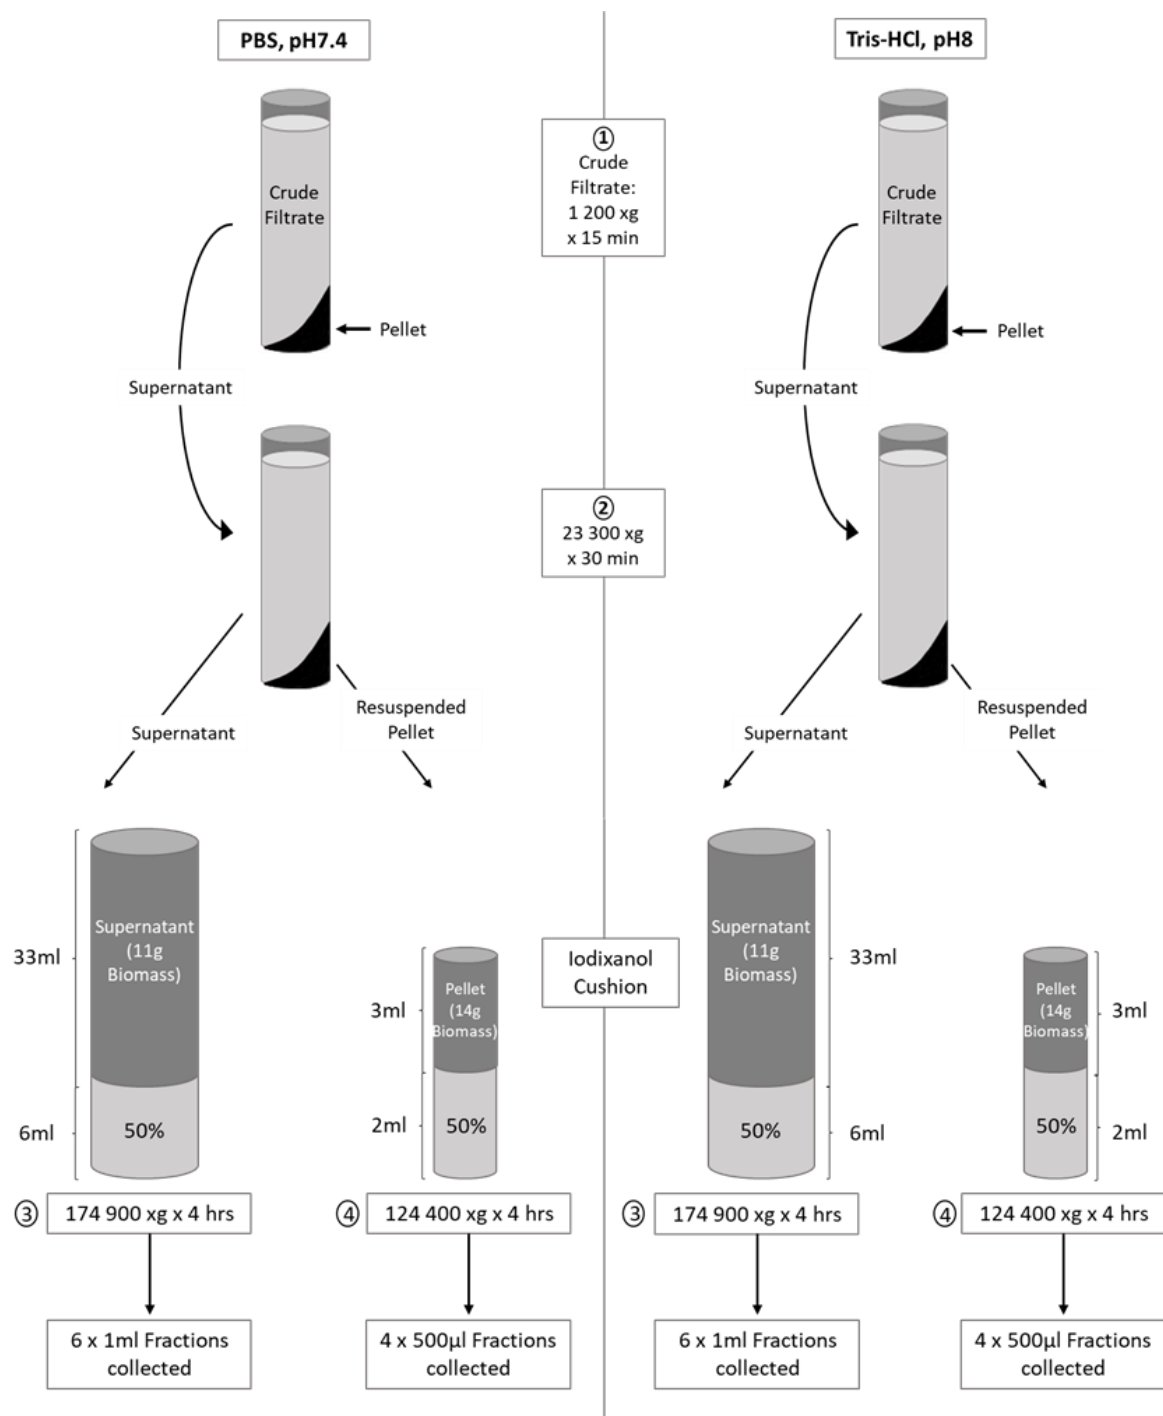 PBS, pH7.4
Tris-HCl, pH8
①
Crude
Filtrate:
1 200 xg
x 15 min
Crude
Filtrate
Pellet
Supernatant
Crude
Filtrate
Pellet
Supernatant
②
23 300 xg
x 30 min
Supernatant
Resuspended
Pellet
Supernatant
Resuspended
Pellet
33ml
Supernatant
(11g
Biomass)
6ml
50%
3ml
Pellet
(14g
Biomass)
2ml
50%
Iodixanol
Cushion
Supernatant
(11g
Biomass)
33ml
50%
6ml
Pellet
(14g
Biomass)
3ml
50%
2ml
③ 174 900 xg x 4 hrs
④ 124 400 xg x 4 hrs
③ 174 900 xg x 4 hrs
④ 124 400 xg x 4 hrs
6 x 1ml Fractions
collected
4 x 500µl Fractions
collected
6 x 1ml Fractions
collected
4 x 500µl Fractions
collected